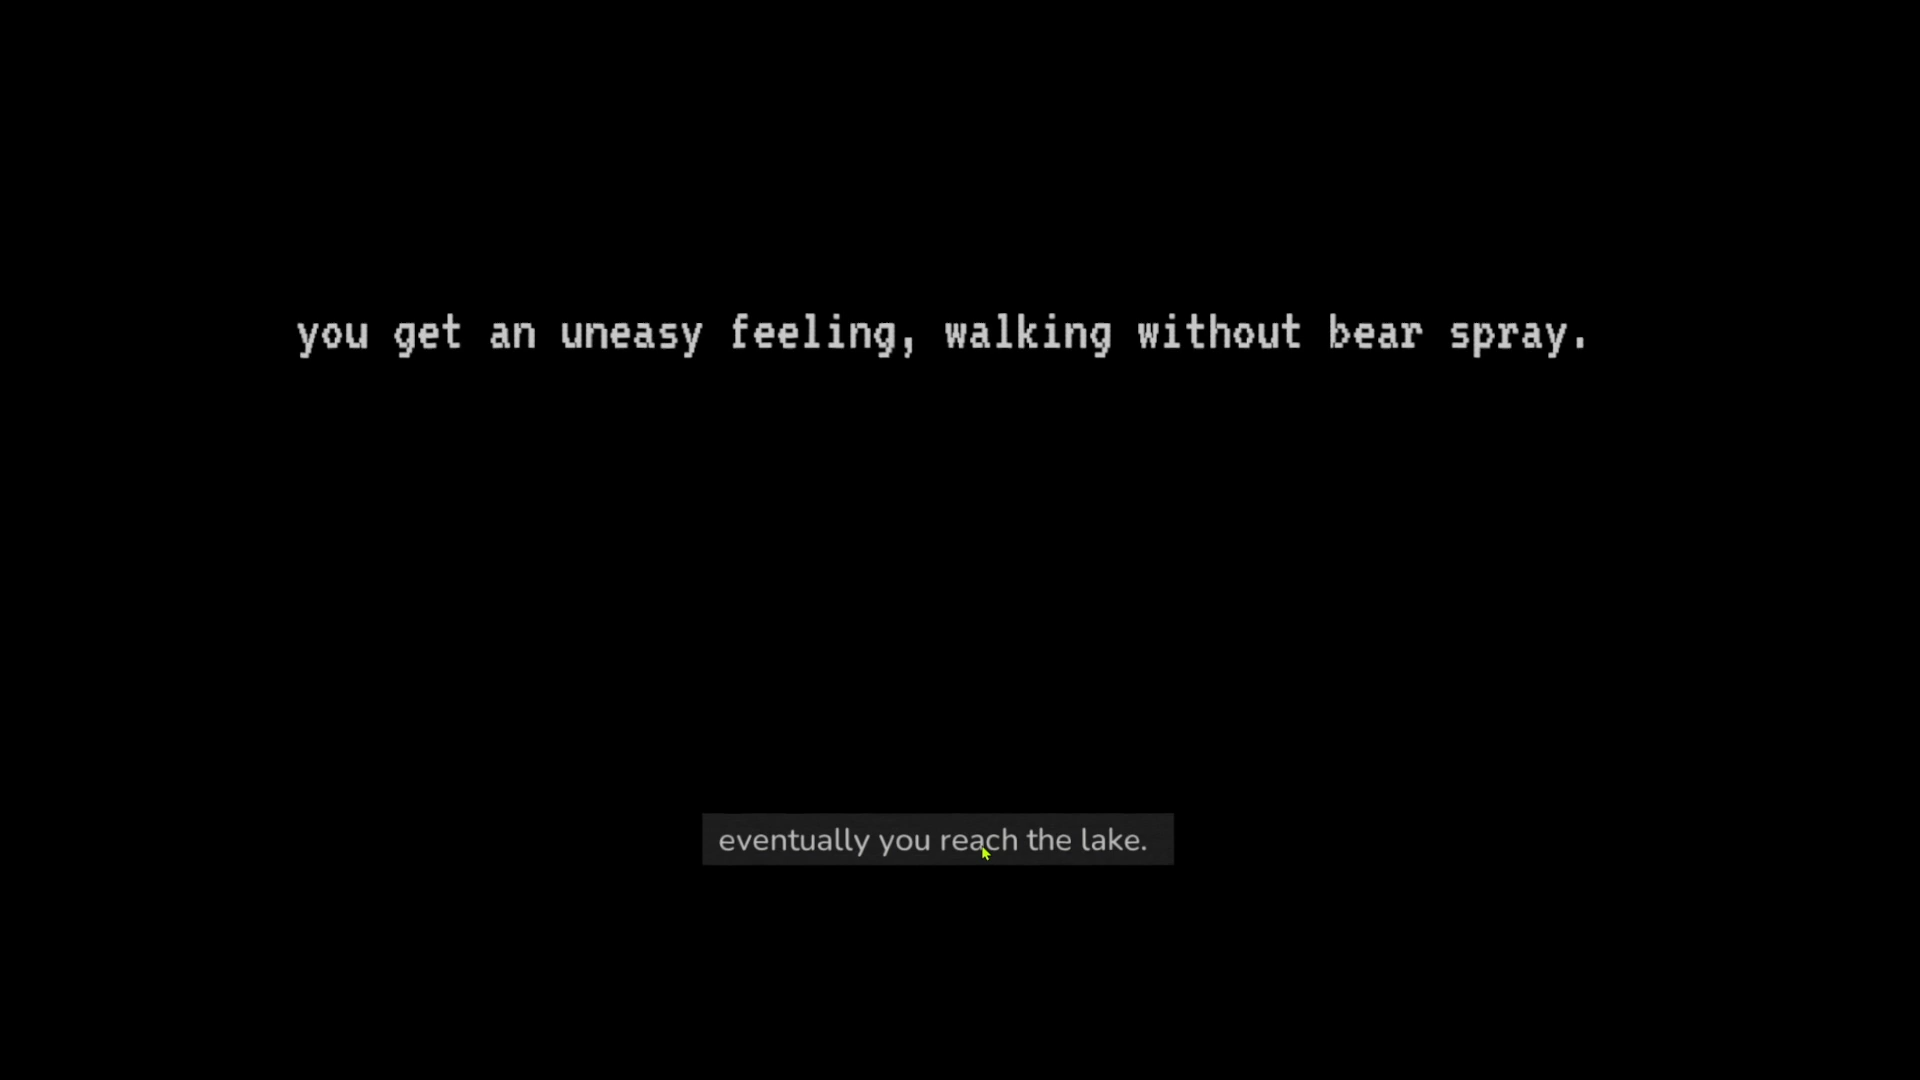 you get an uneasy feeling, walking without bear spray.
eventually you reach the lake.